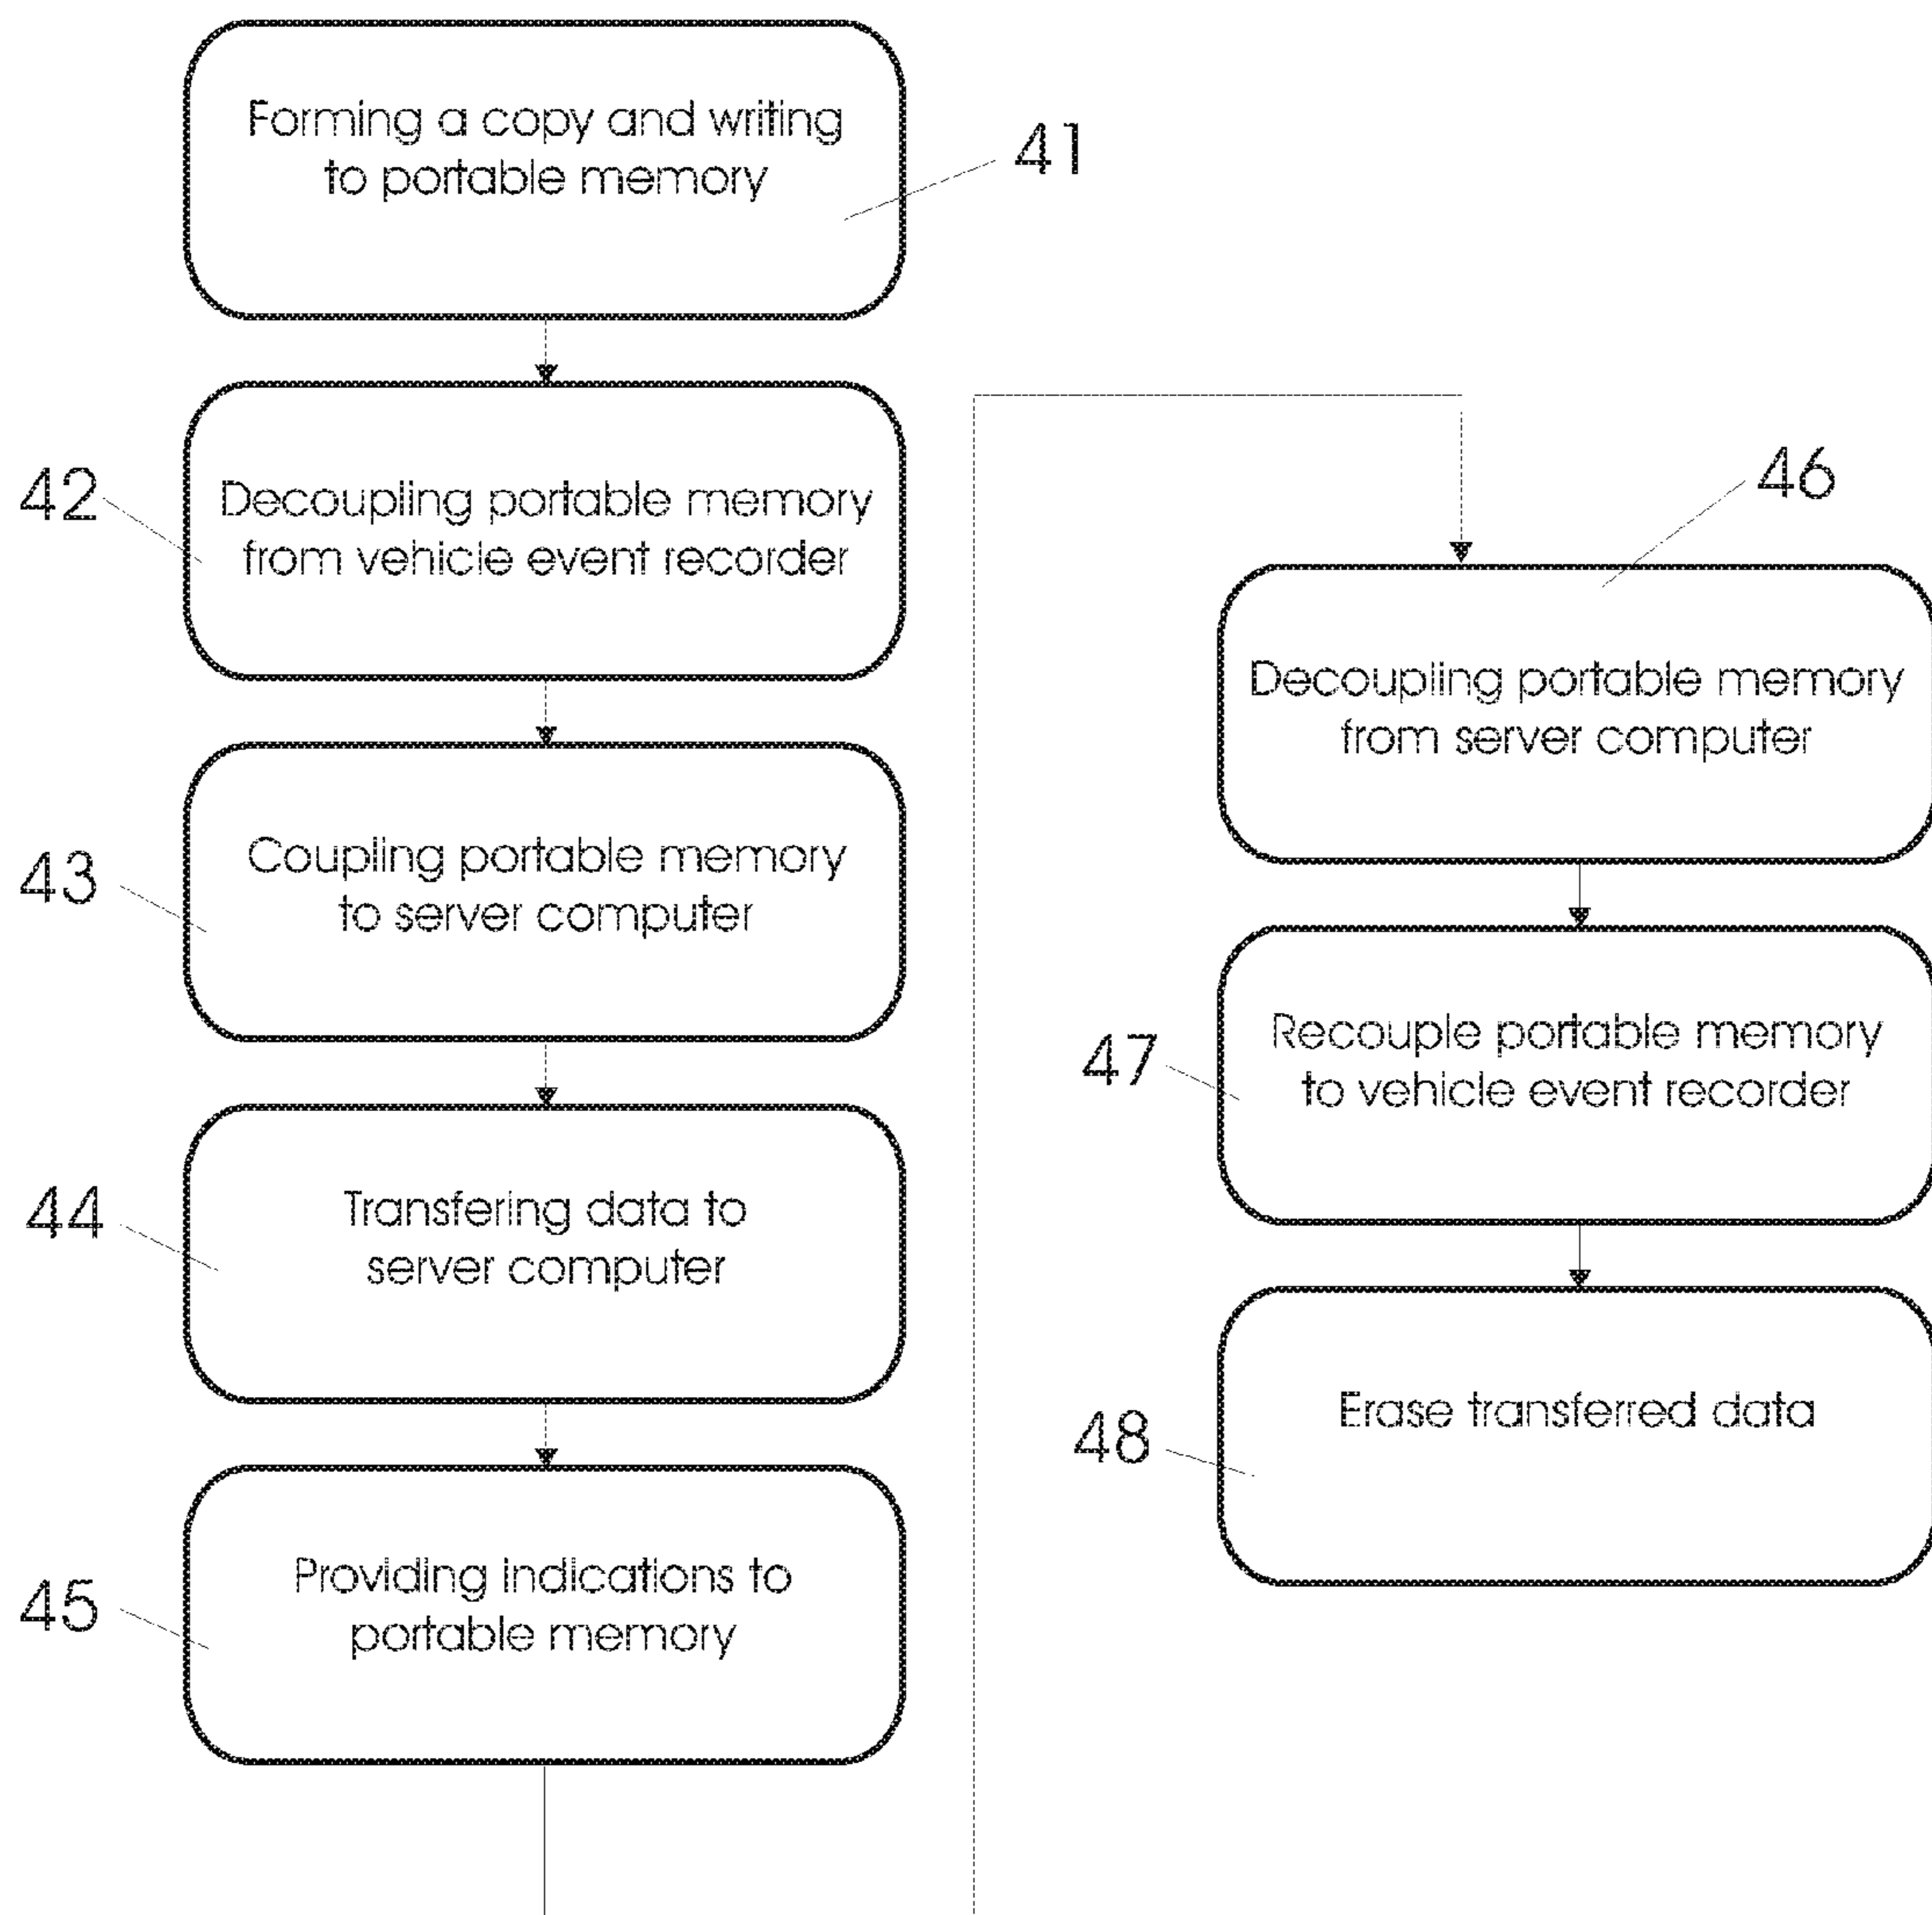 Forming a copy and writing
to portable memory
41
42
Decoupling portable memory
from vehicle event recorder
43
Coupling portable memory
to server computer
44
Transfering data to
server computer
45
Providing indications to
portable memory
46
Decoupling portable memory
from server computer
47
Recouple portable memory
to vehicle event recorder
48
Erase transferred data